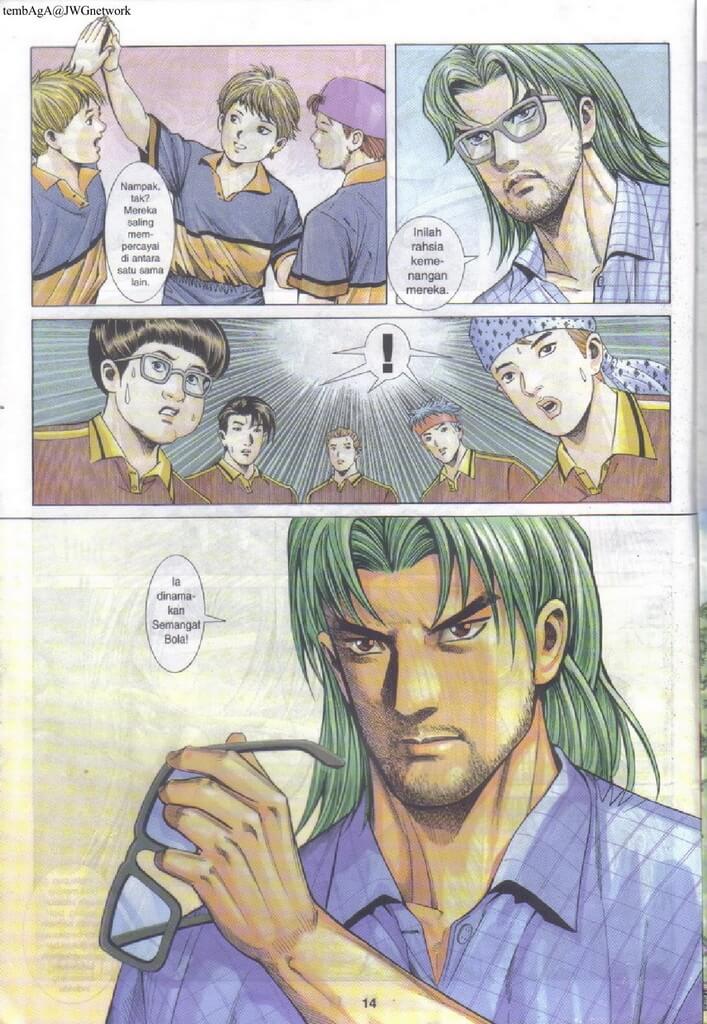 tembAgA@JWGnetwork
Nampak,
tak?
Mereka
saling
mem-
percayai
di antara
satu sama
lain.
Inilah
rahsia
keme-
nangan
mereka.
!
Ia
dinama-
kan
Semangat
Bola!
14